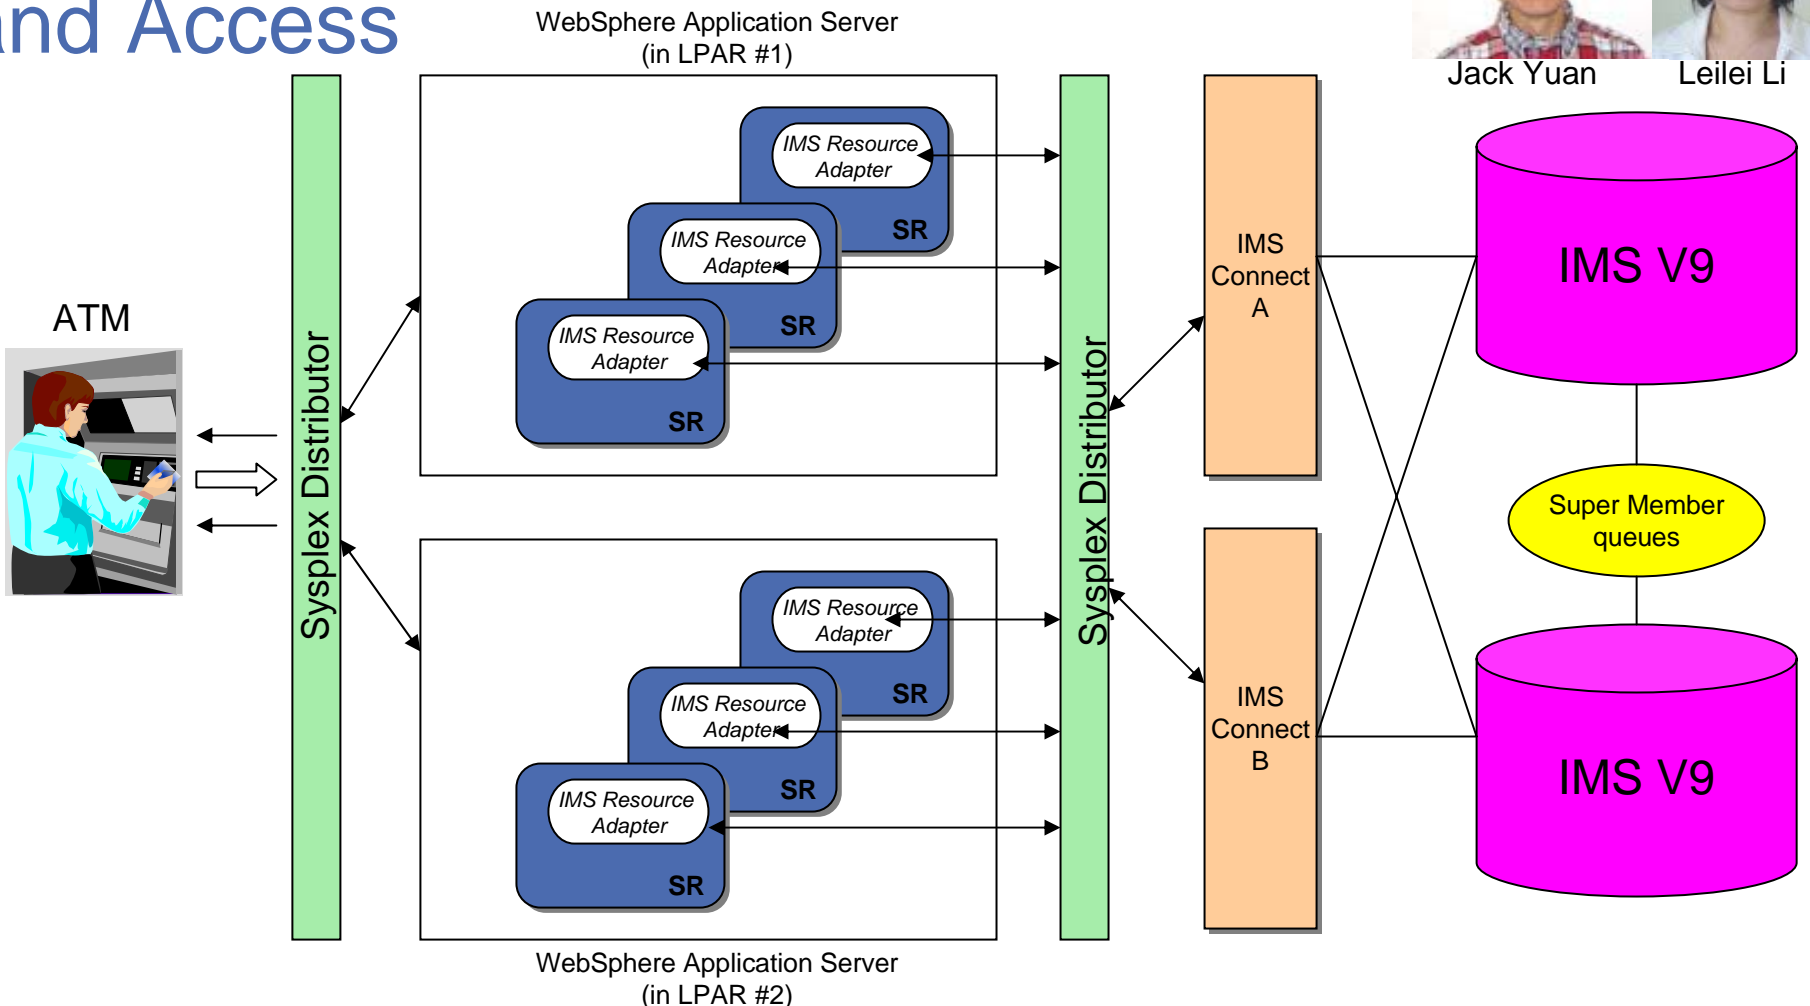 and Access
WebSphere Application Server
(in LPAR #1)
Jack Yuan
Leilei Li
ATM
Sysplex Distributor
IMS Resource
Adapter
SR
IMS Resource
Adapter
SR
IMS Resource
Adapter
SR
Sysplex Distributor
IMS
Connect
A
IMS V9
Super Member
queues
IMS Resource
Adapter
SR
IMS Resource
Adapter
SR
IMS Resource
Adapter
SR
IMS
Connect
B
IMS V9
WebSphere Application Server
(in LPAR #2)